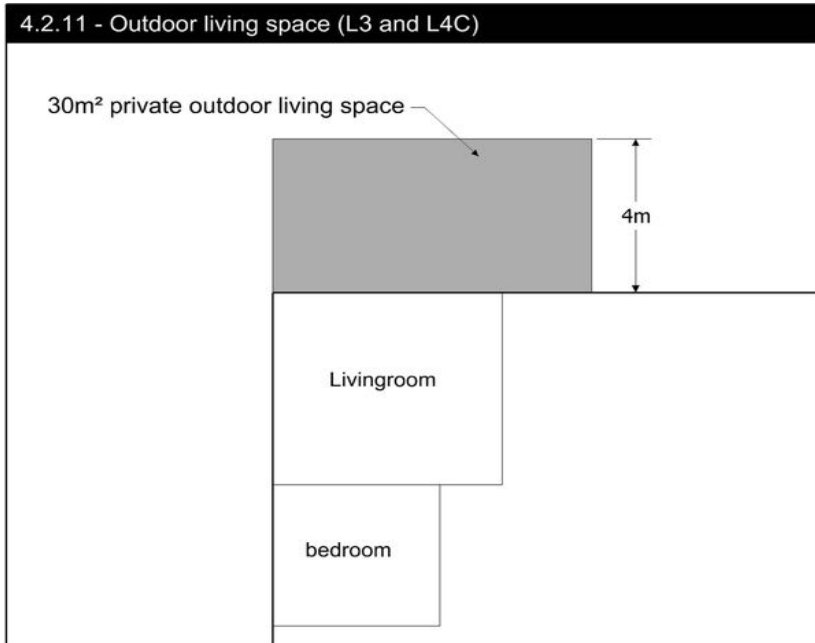 4.2.11 - Outdoor living space (L3 and L4C)
30m² private outdoor living space
4m
Livingroom
bedroom